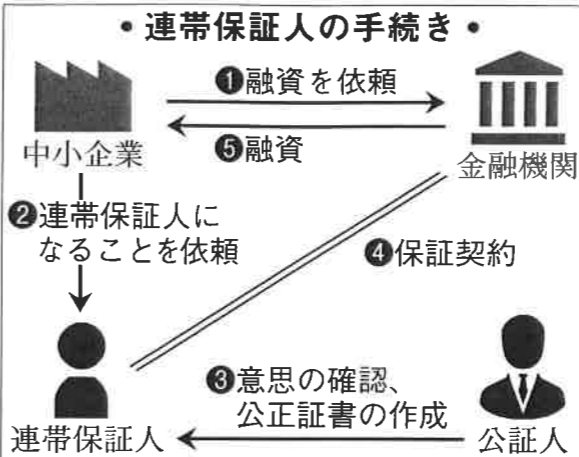 ・連帯保証人の手続き・
❶融資を依頼
❺融資
中小企業
金融機関
❷連帯保証人に
なることを依頼
❹保証契約
❸意思の確認、
公正証書の作成
連帯保証人
公証人